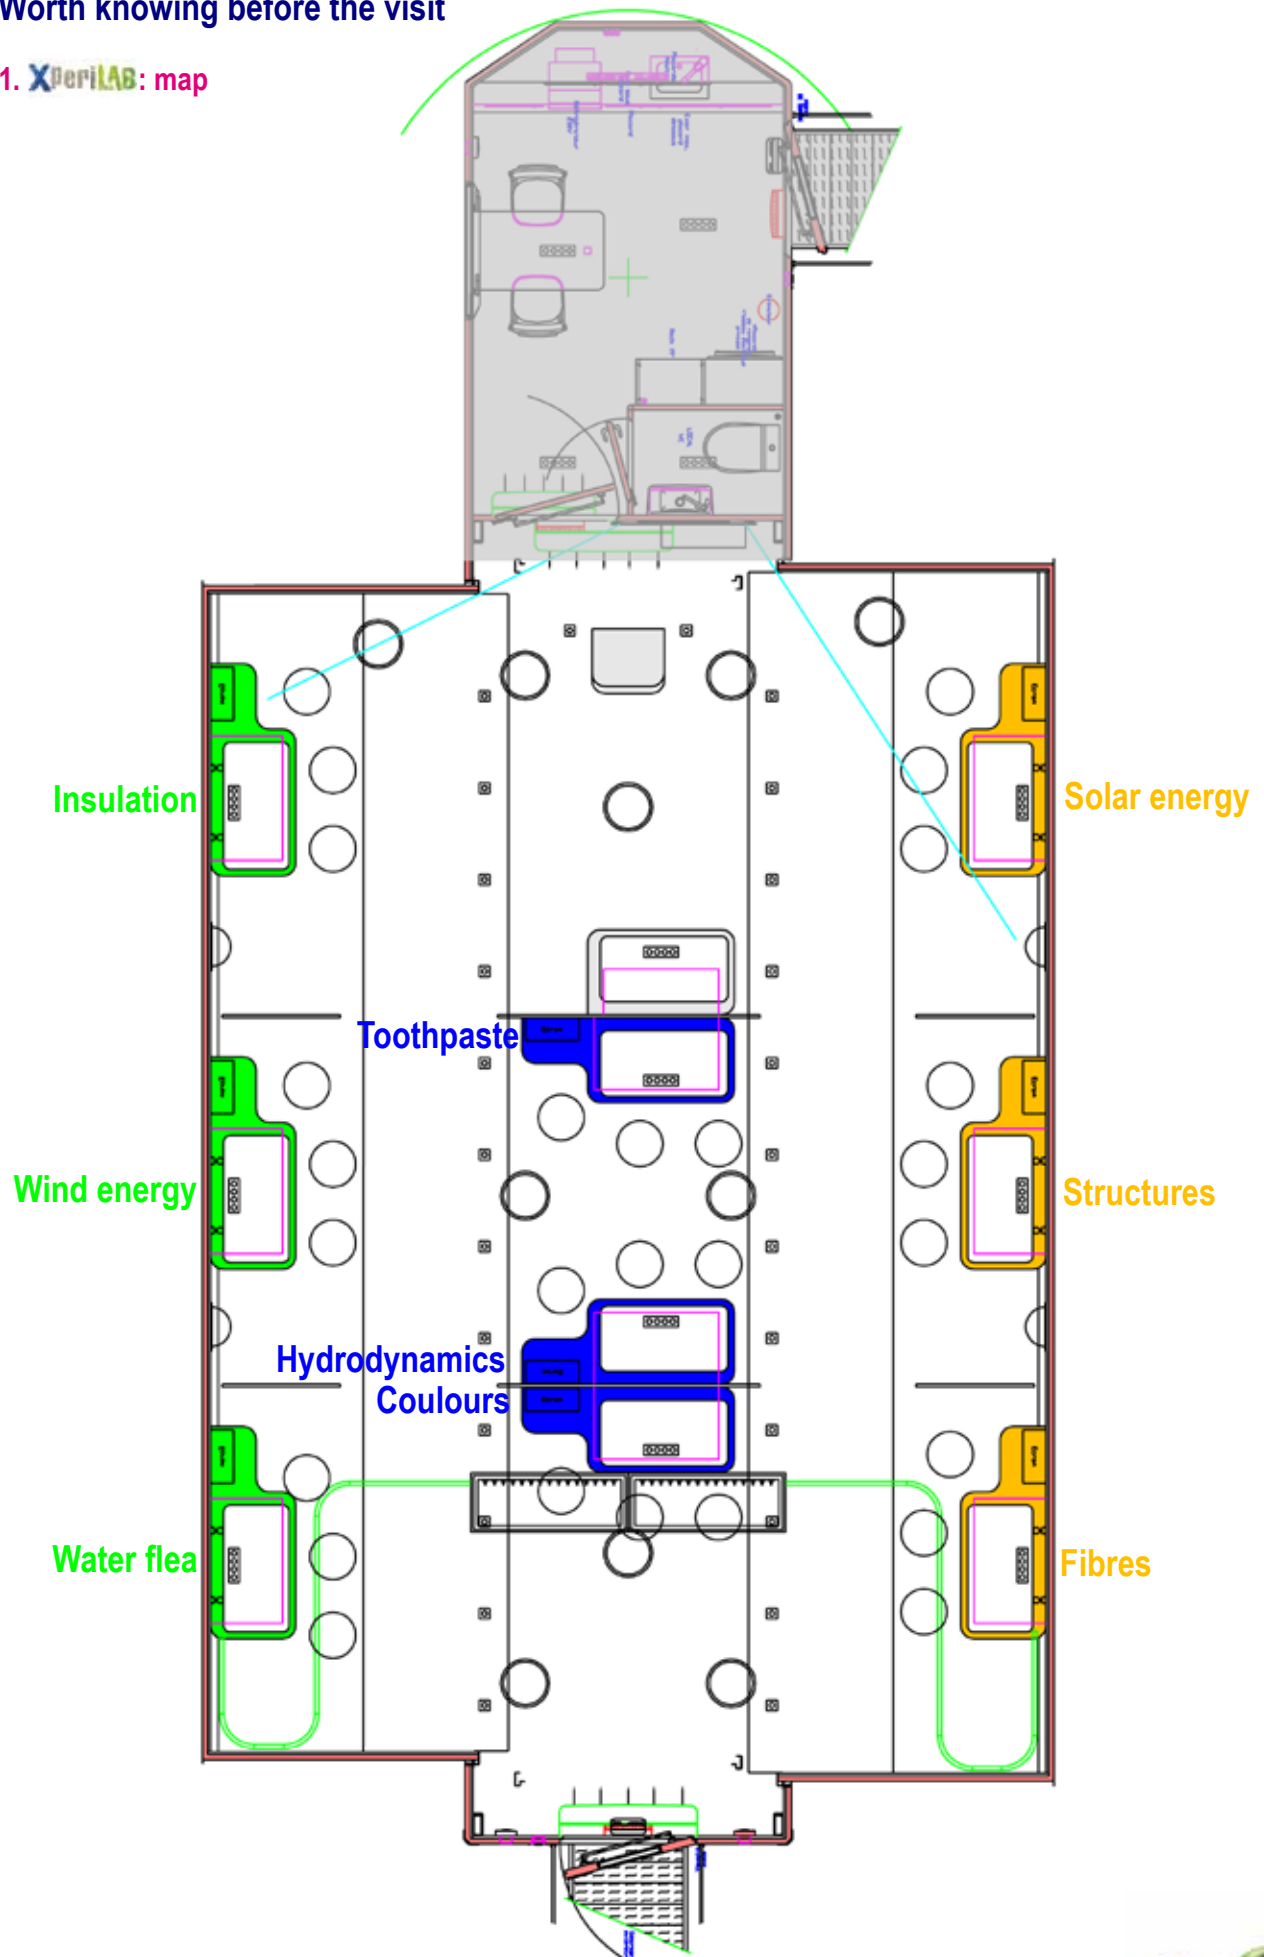 Worth knowing before the visit
1. XperiLAB: map
Insulation
Solar energy
Toothpaste
Wind energy
Structures
Hydrodynamics
Coulours
Water flea
Fibres